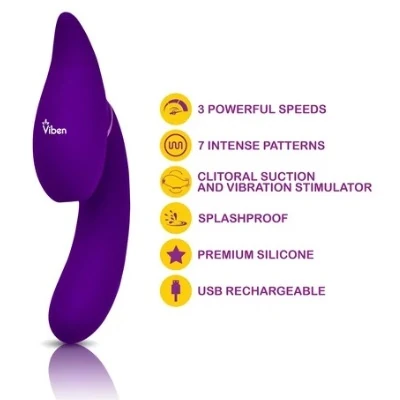 Viben
3 POWERFUL SPEEDS
7 INTENSE PATTERNS
CLITORAL SUCTION
AND VIBRATION STIMULATOR
SPLASHPROOF
PREMIUM SILICONE
USB RECHARGEABLE